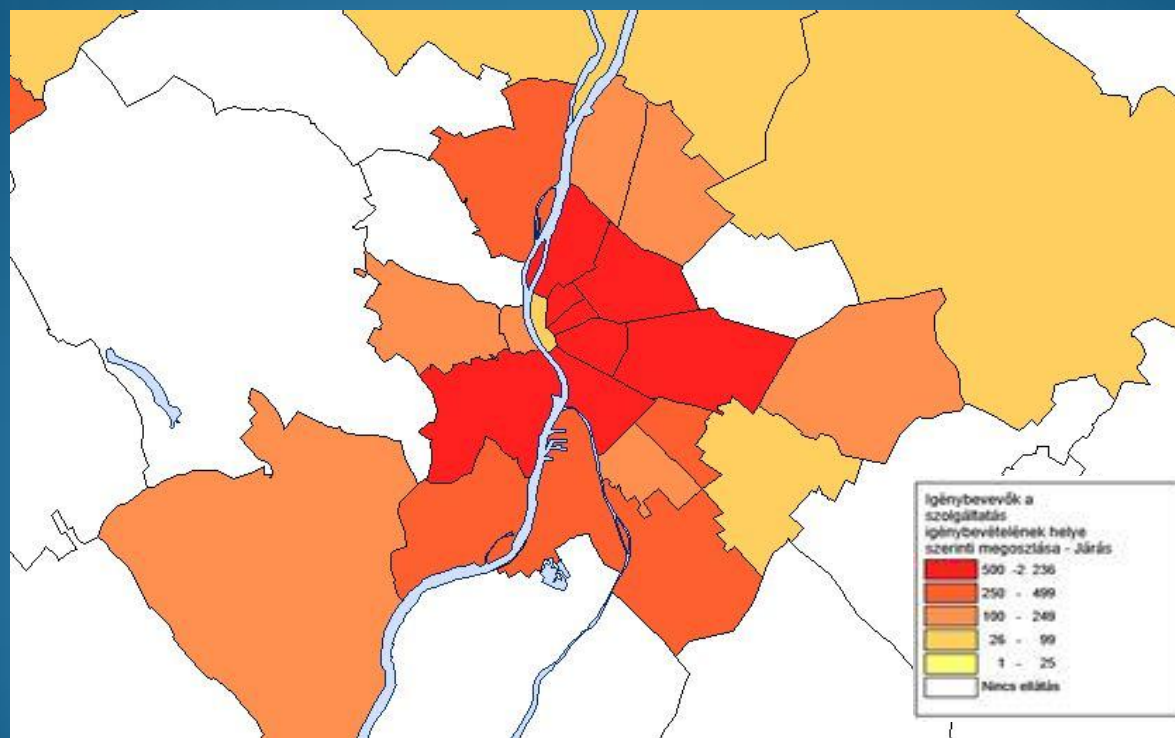 Igénybevevők a
szolgáltatás
igénybevételének helye
szerinti megoszlása - Járás
500 -2 236
250 - 499
100 - 249
26 - 99
1 - 25
Nincs ellátás